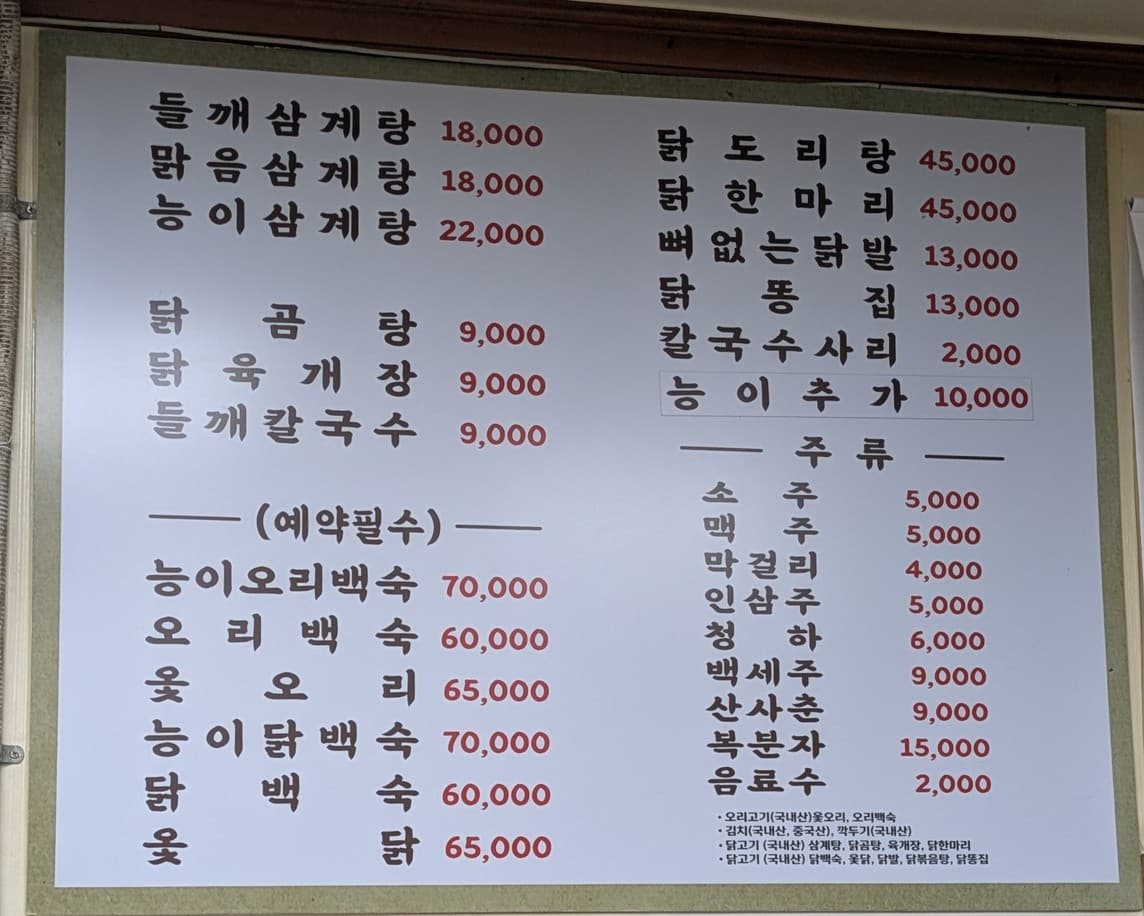 들깨삼계탕 18,000
맑음삼계탕 18,000
능이삼계탕 22,000
닭곰탕 9,000
닭육개장 9,000
들깨칼국수 9,000
(예약필수)
능이오리백숙 70,000
오리백숙 60,000
옻오리 65,000
능이닭백숙 70,000
닭백숙 60,000
옻닭 65,000
닭도리탕 45,000
닭한마리 45,000
뼈없는닭발 13,000
닭똥집 13,000
칼국수사리 2,000
능이추가 10,000
주류
소주 5,000
맥주 5,000
막걸리 4,000
인삼주 5,000
청하 6,000
백세주 9,000
산사춘 9,000
복분자 15,000
음료수 2,000
· 오리고기(국내산)옻오리, 오리백숙
· 김치(국내산, 중국산), 깍두기(국내산)
· 닭고기 (국내산) 삼계탕, 닭곰탕, 육개장, 닭한마리
· 닭고기 (국내산) 닭백숙, 옻닭, 닭발, 닭볶음탕, 닭똥집